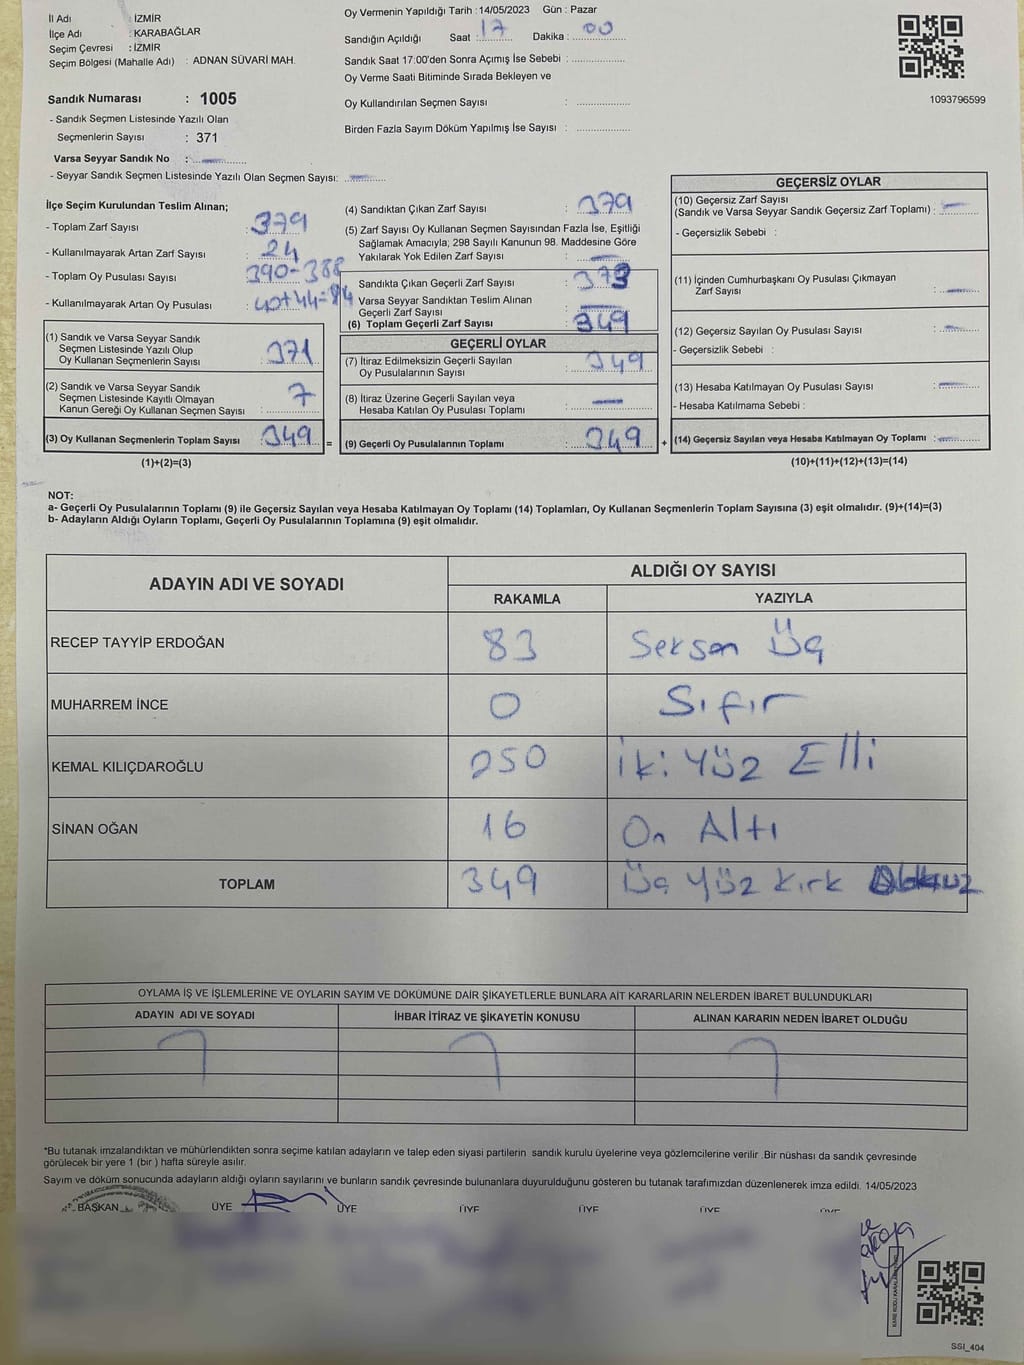 İl Adı : İZMİR
İlçe Adı : KARABAĞLAR
Seçim Çevresi : İZMİR
Seçim Bölgesi (Mahalle Adı) : ADNAN SÜVARİ MAH.
Oy Vermenin Yapıldığı Tarih : 14/05/2023 Gün : Pazar
Sandığın Açıldığı Saat : 17 Dakika : 00
Sandık Saat 17:00'den Sonra Açımış İse Sebebi :
Oy Verme Saati Bitiminde Sırada Bekleyen ve
Oy Kullandırılan Seçmen Sayısı :
Birden Fazla Sayım Döküm Yapılmış İse Sayısı :
1093796599
Sandık Numarası : 1005
- Sandık Seçmen Listesinde Yazılı Olan
Seçmenlerin Sayısı : 371
Varsa Seyyar Sandık No : —
- Seyyar Sandık Seçmen Listesinde Yazılı Olan Seçmen Sayısı: —
İlçe Seçim Kurulundan Teslim Alınan;
- Toplam Zarf Sayısı : 379
- Kullanılmayarak Artan Zarf Sayısı : 24
- Toplam Oy Pusulası Sayısı : 390-388
- Kullanılmayarak Artan Oy Pusulası : 40+44=84
(1) Sandık ve Varsa Seyyar Sandık
Seçmen Listesinde Yazılı Olup
Oy Kullanan Seçmenlerin Sayısı : 371
(2) Sandık ve Varsa Seyyar Sandık
Seçmen Listesinde Kayıtlı Olmayan
Kanun Gereği Oy Kullanan Seçmen Sayısı : 7
(3) Oy Kullanan Seçmenlerin Toplam Sayısı : 349 =
(1)+(2)=(3)
(4) Sandıktan Çıkan Zarf Sayısı : 379
(5) Zarf Sayısı Oy Kullanan Seçmen Sayısından Fazla İse, Eşitliği
Sağlamak Amacıyla; 298 Sayılı Kanunun 98. Maddesine Göre
Yakılarak Yok Edilen Zarf Sayısı : —
Sandıkta Çıkan Geçerli Zarf Sayısı :
Varsa Seyyar Sandıktan Teslim Alınan
Geçerli Zarf Sayısı : —
(6) Toplam Geçerli Zarf Sayısı : 349
GEÇERLİ OYLAR
(7) İtiraz Edilmeksizin Geçerli Sayılan
Oy Pusulalarının Sayısı : 349
(8) İtiraz Üzerine Geçerli Sayılan veya
Hesaba Katılan Oy Pusulası Toplamı : —
(9) Geçerli Oy Pusulalarının Toplamı : 349 +
GEÇERSİZ OYLAR
(10) Geçersiz Zarf Sayısı
(Sandık ve Varsa Seyyar Sandık Geçersiz Zarf Toplamı) : —
- Geçersizlik Sebebi :
(11) İçinden Cumhurbaşkanı Oy Pusulası Çıkmayan
Zarf Sayısı : —
(12) Geçersiz Sayılan Oy Pusulası Sayısı : —
- Geçersizlik Sebebi :
(13) Hesaba Katılmayan Oy Pusulası Sayısı : —
- Hesaba Katılmama Sebebi :
(14) Geçersiz Sayılan veya Hesaba Katılmayan Oy Toplamı : —
(10)+(11)+(12)+(13)=(14)
NOT:
a- Geçerli Oy Pusulalarının Toplamı (9) ile Geçersiz Sayılan veya Hesaba Katılmayan Oy Toplamı (14) Toplamları, Oy Kullanan Seçmenlerin Toplam Sayısına (3) eşit olmalıdır. (9)+(14)=(3)
b- Adayların Aldığı Oyların Toplamı, Geçerli Oy Pusulalarının Toplamına (9) eşit olmalıdır.
ADAYIN ADI VE SOYADI ALDIĞI OY SAYISI
RAKAMLA YAZIYLA
RECEP TAYYİP ERDOĞAN 83 Seksen Üç
MUHARREM İNCE 0 Sıfır
KEMAL KILIÇDAROĞLU 250 İki Yüz Elli
SİNAN OĞAN 16 On Altı
TOPLAM 349 Üç Yüz Kırk
OYLAMA İŞ VE İŞLEMLERİNE VE OYLARIN SAYIM VE DÖKÜMÜNE DAİR ŞİKAYETLERLE BUNLARA AİT KARARLARIN NELERDEN İBARET BULUNDUKLARI
ADAYIN ADI VE SOYADI İHBAR İTİRAZ VE ŞİKAYETİN KONUSU ALINAN KARARIN NEDEN İBARET OLDUĞU
*Bu tutanak imzalandıktan ve mühürlendikten sonra seçime katılan adayların ve talep eden siyasi partilerin sandık kurulu üyelerine veya gözlemcilerine verilir .Bir nüshası da sandık çevresinde
görülecek bir yere 1 (bir ) hafta süreyle asılır.
Sayım ve döküm sonucunda adayların aldığı oyların sayılarını ve bunların sandık çevresinde bulunanlara duyurulduğunu gösteren bu tutanak tarafımızdan düzenlenerek imza edildi. 14/05/2023
BAŞKAN ÜYE ÜYE ÜYE ÜYE ÜYE
SSI_404